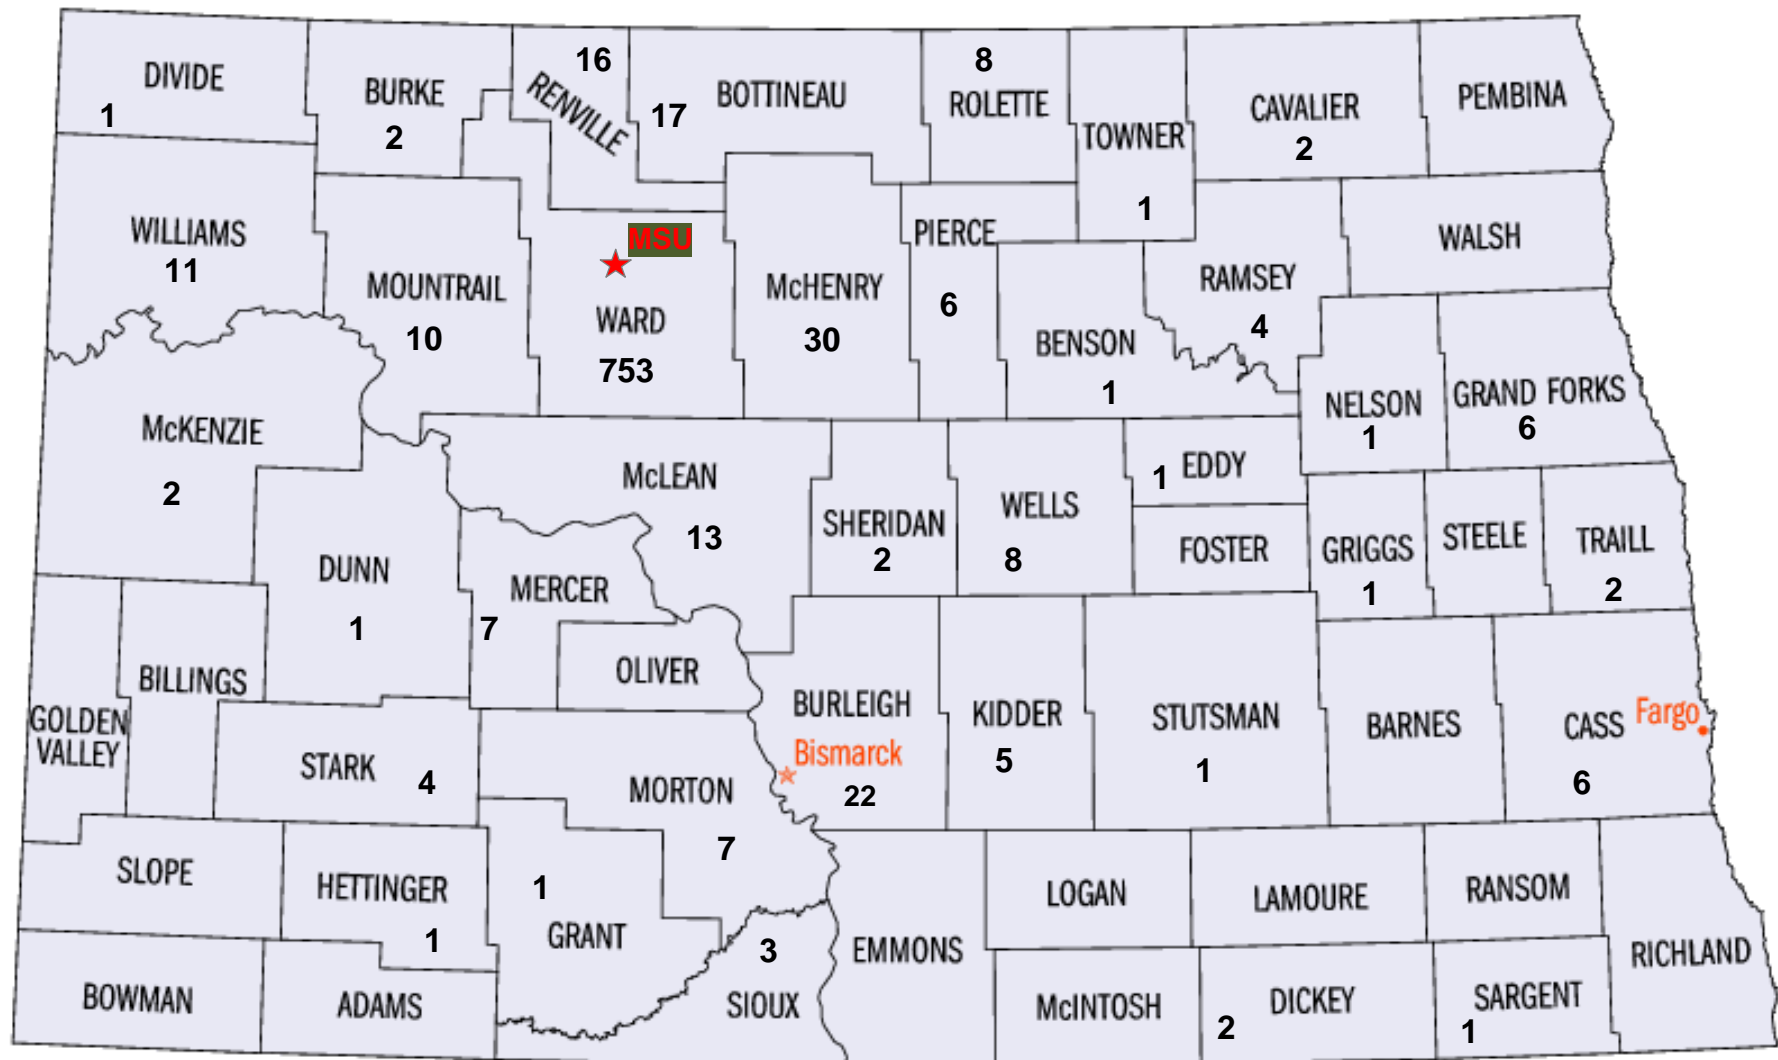 DIVIDE
1
BURKE
2
16
RENVILLE
17
BOTTINEAU
8
ROLETTE
TOWNER
1
CAVALIER
2
PEMBINA
WILLIAMS
11
MOUNTRAIL
10
MSU
WARD
753
McHENRY
30
PIERCE
6
BENSON
1
RAMSEY
4
WALSH
NELSON
1
GRAND FORKS
6
McKENZIE
2
DUNN
1
McLEAN
13
MERCER
7
OLIVER
SHERIDAN
2
WELLS
8
1
EDDY
FOSTER
GRIGGS
1
STEELE
TRAILL
2
GOLDEN
VALLEY
BILLINGS
STARK
4
MORTON
7
BURLEIGH
Bismarck
22
KIDDER
5
STUTSMAN
1
BARNES
CASS
Fargo
6
SLOPE
HETTINGER
1
1
GRANT
3
SIOUX
EMMONS
LOGAN
LAMOURE
RANSOM
RICHLAND
BOWMAN
ADAMS
McINTOSH
2
DICKEY
SARGENT
1